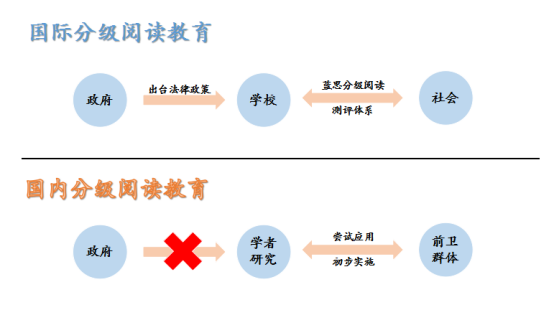 国际分级阅读教育
政府
出台法律政策
学校
蓝思分级阅读
测评体系
社会
国内分级阅读教育
政府
学者
研究
尝试应用
初步实施
前卫
群体